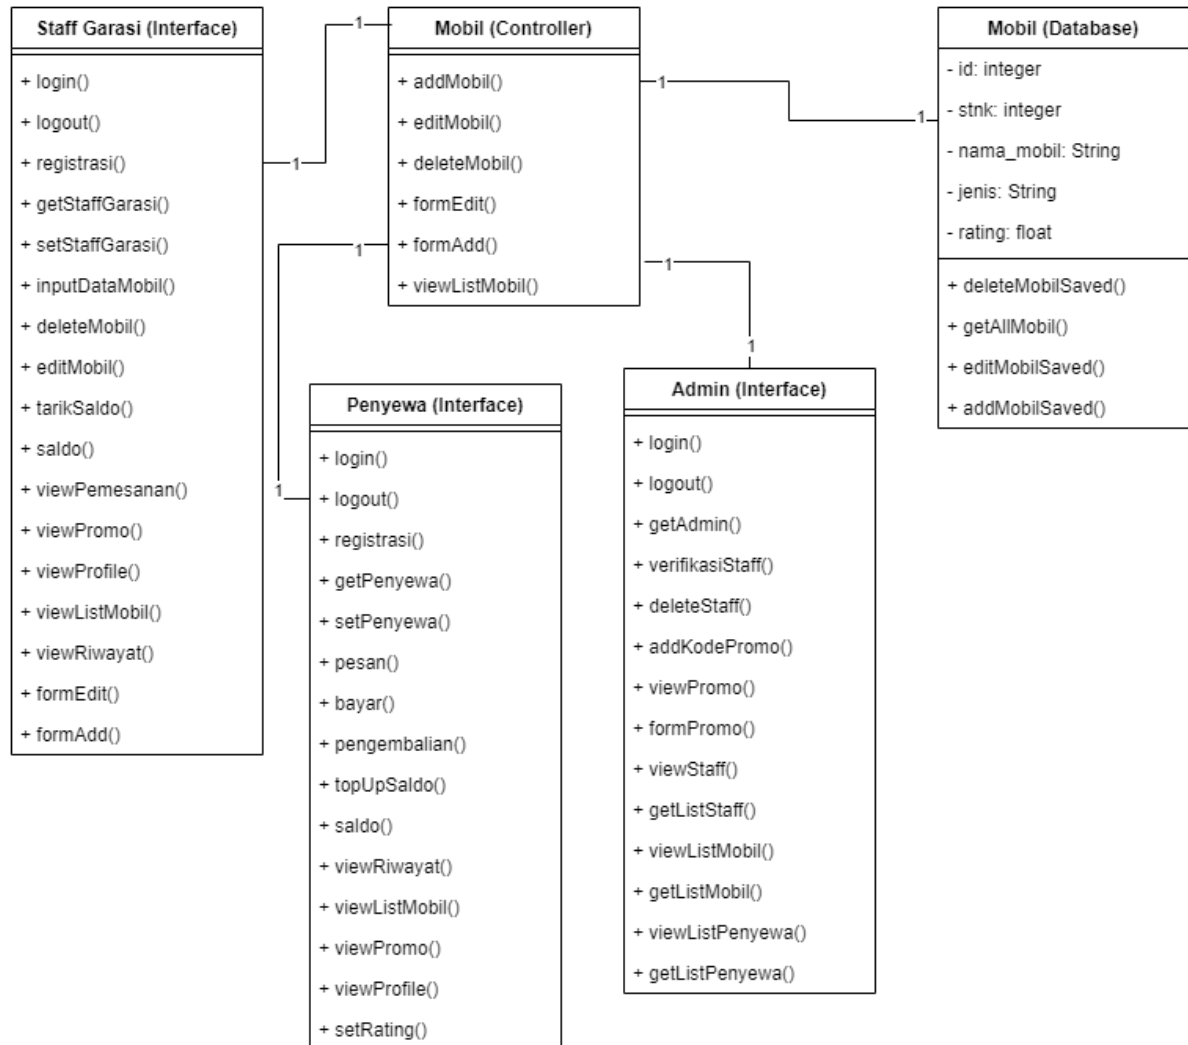 Staff Garasi (Interface)
+ login()
+ logout()
+ registrasi()
+ getStaffGarasi()
+ setStaffGarasi()
+ inputDataMobil()
+ deleteMobil()
+ editMobil()
+ tarikSaldo()
+ saldo()
+ viewPemesanan()
+ viewPromo()
+ viewProfile()
+ viewListMobil()
+ viewRiwayat()
+ formEdit()
+ formAdd()
1
1
Mobil (Controller)
+ addMobil()
+ editMobil()
+ deleteMobil()
+ formEdit()
+ formAdd()
+ viewListMobil()
1
1
Mobil (Database)
- id: integer
- stnk: integer
- nama_mobil: String
- jenis: String
- rating: float
+ deleteMobilSaved()
+ getAllMobil()
+ editMobilSaved()
+ addMobilSaved()
1
1
Penyewa (Interface)
+ login()
+ logout()
+ registrasi()
+ getPenyewa()
+ setPenyewa()
+ pesan()
+ bayar()
+ pengembalian()
+ topUpSaldo()
+ saldo()
+ viewRiwayat()
+ viewListMobil()
+ viewPromo()
+ viewProfile()
+ setRating()
1
1
Admin (Interface)
+ login()
+ logout()
+ getAdmin()
+ verifikasiStaff()
+ deleteStaff()
+ addKodePromo()
+ viewPromo()
+ formPromo()
+ viewStaff()
+ getListStaff()
+ viewListMobil()
+ getListMobil()
+ viewListPenyewa()
+ getListPenyewa()